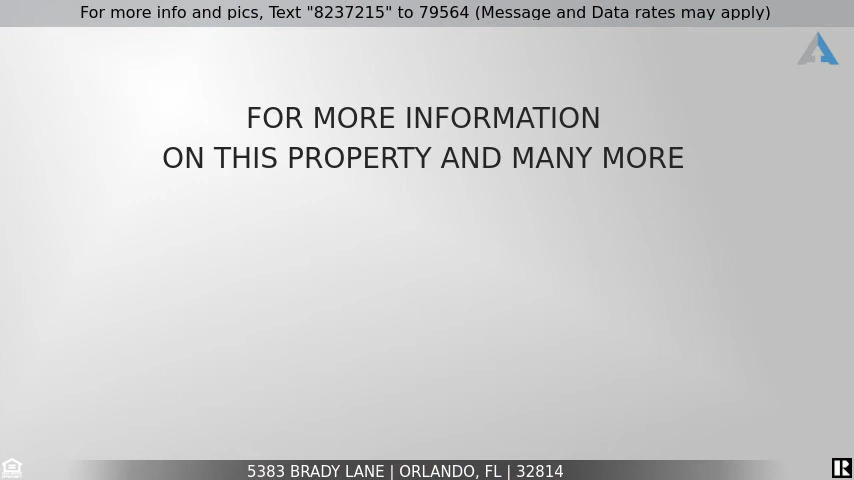 For more info and pics, Text "8237215" to 79564 (Message and Data rates may apply)
FOR MORE INFORMATION
ON THIS PROPERTY AND MANY MORE
5383 BRADY LANE | ORLANDO, FL | 32814